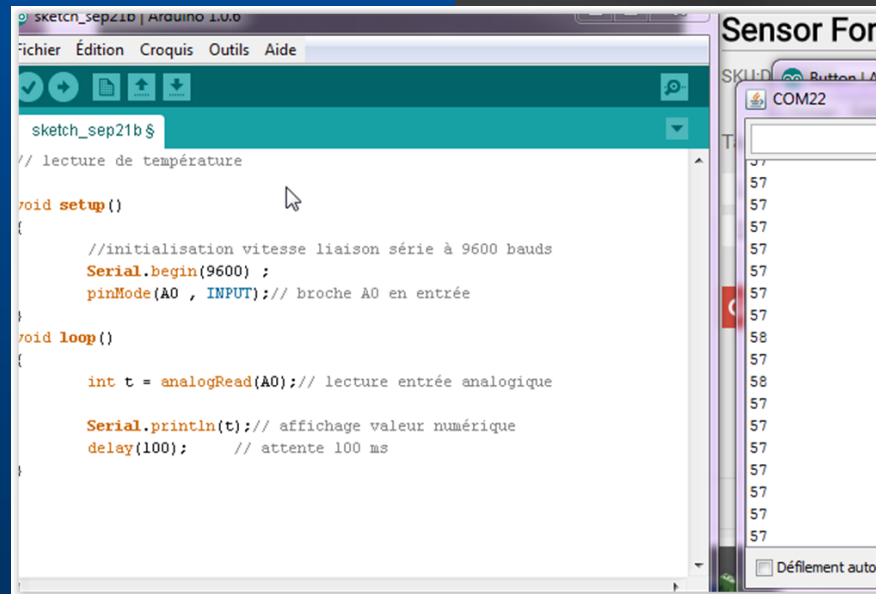 sketch_sep21b | Arduino 1.0.6
Fichier Édition Croquis Outils Aide
sketch_sep21b §
// lecture de température
void setup()
{
//initialisation vitesse liaison série à 9600 bauds
Serial.begin(9600) ;
pinMode(A0 , INPUT);// broche A0 en entrée
}
void loop()
{
int t = analogRead(A0);// lecture entrée analogique
Serial.println(t);// affichage valeur numérique
delay(100); // attente 100 ms
}
Sensor For
SKU:D
Button | A
COM22
57
57
57
57
57
57
57
57
58
57
58
57
57
57
57
57
57
57
Défilement auto